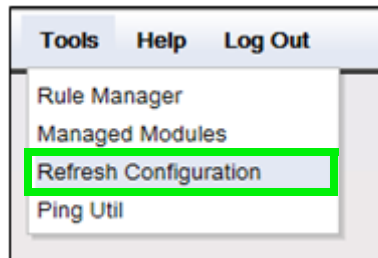 Tools Help Log Out
Rule Manager
Managed Modules
Refresh Configuration
Ping Util